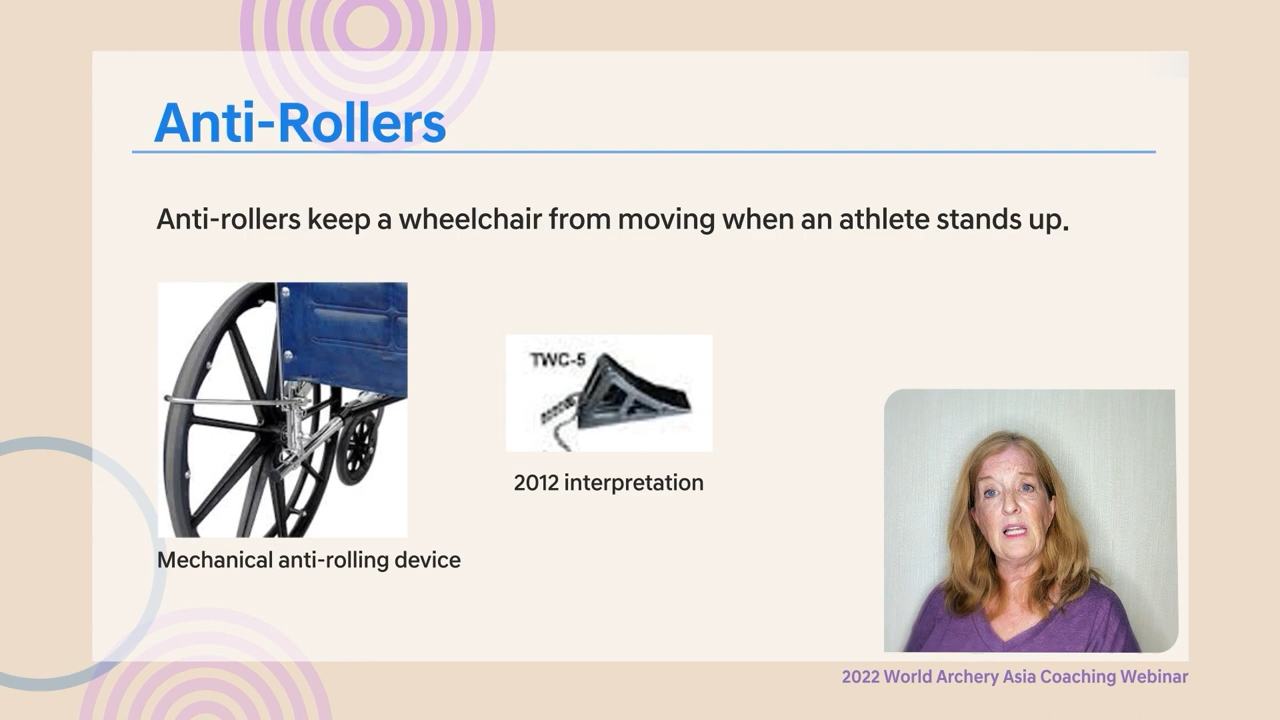 Anti-Rollers
Anti-rollers keep a wheelchair from moving when an athlete stands up.
TWC-5
2012 interpretation
Mechanical anti-rolling device
2022 World Archery Asia Coaching Webinar